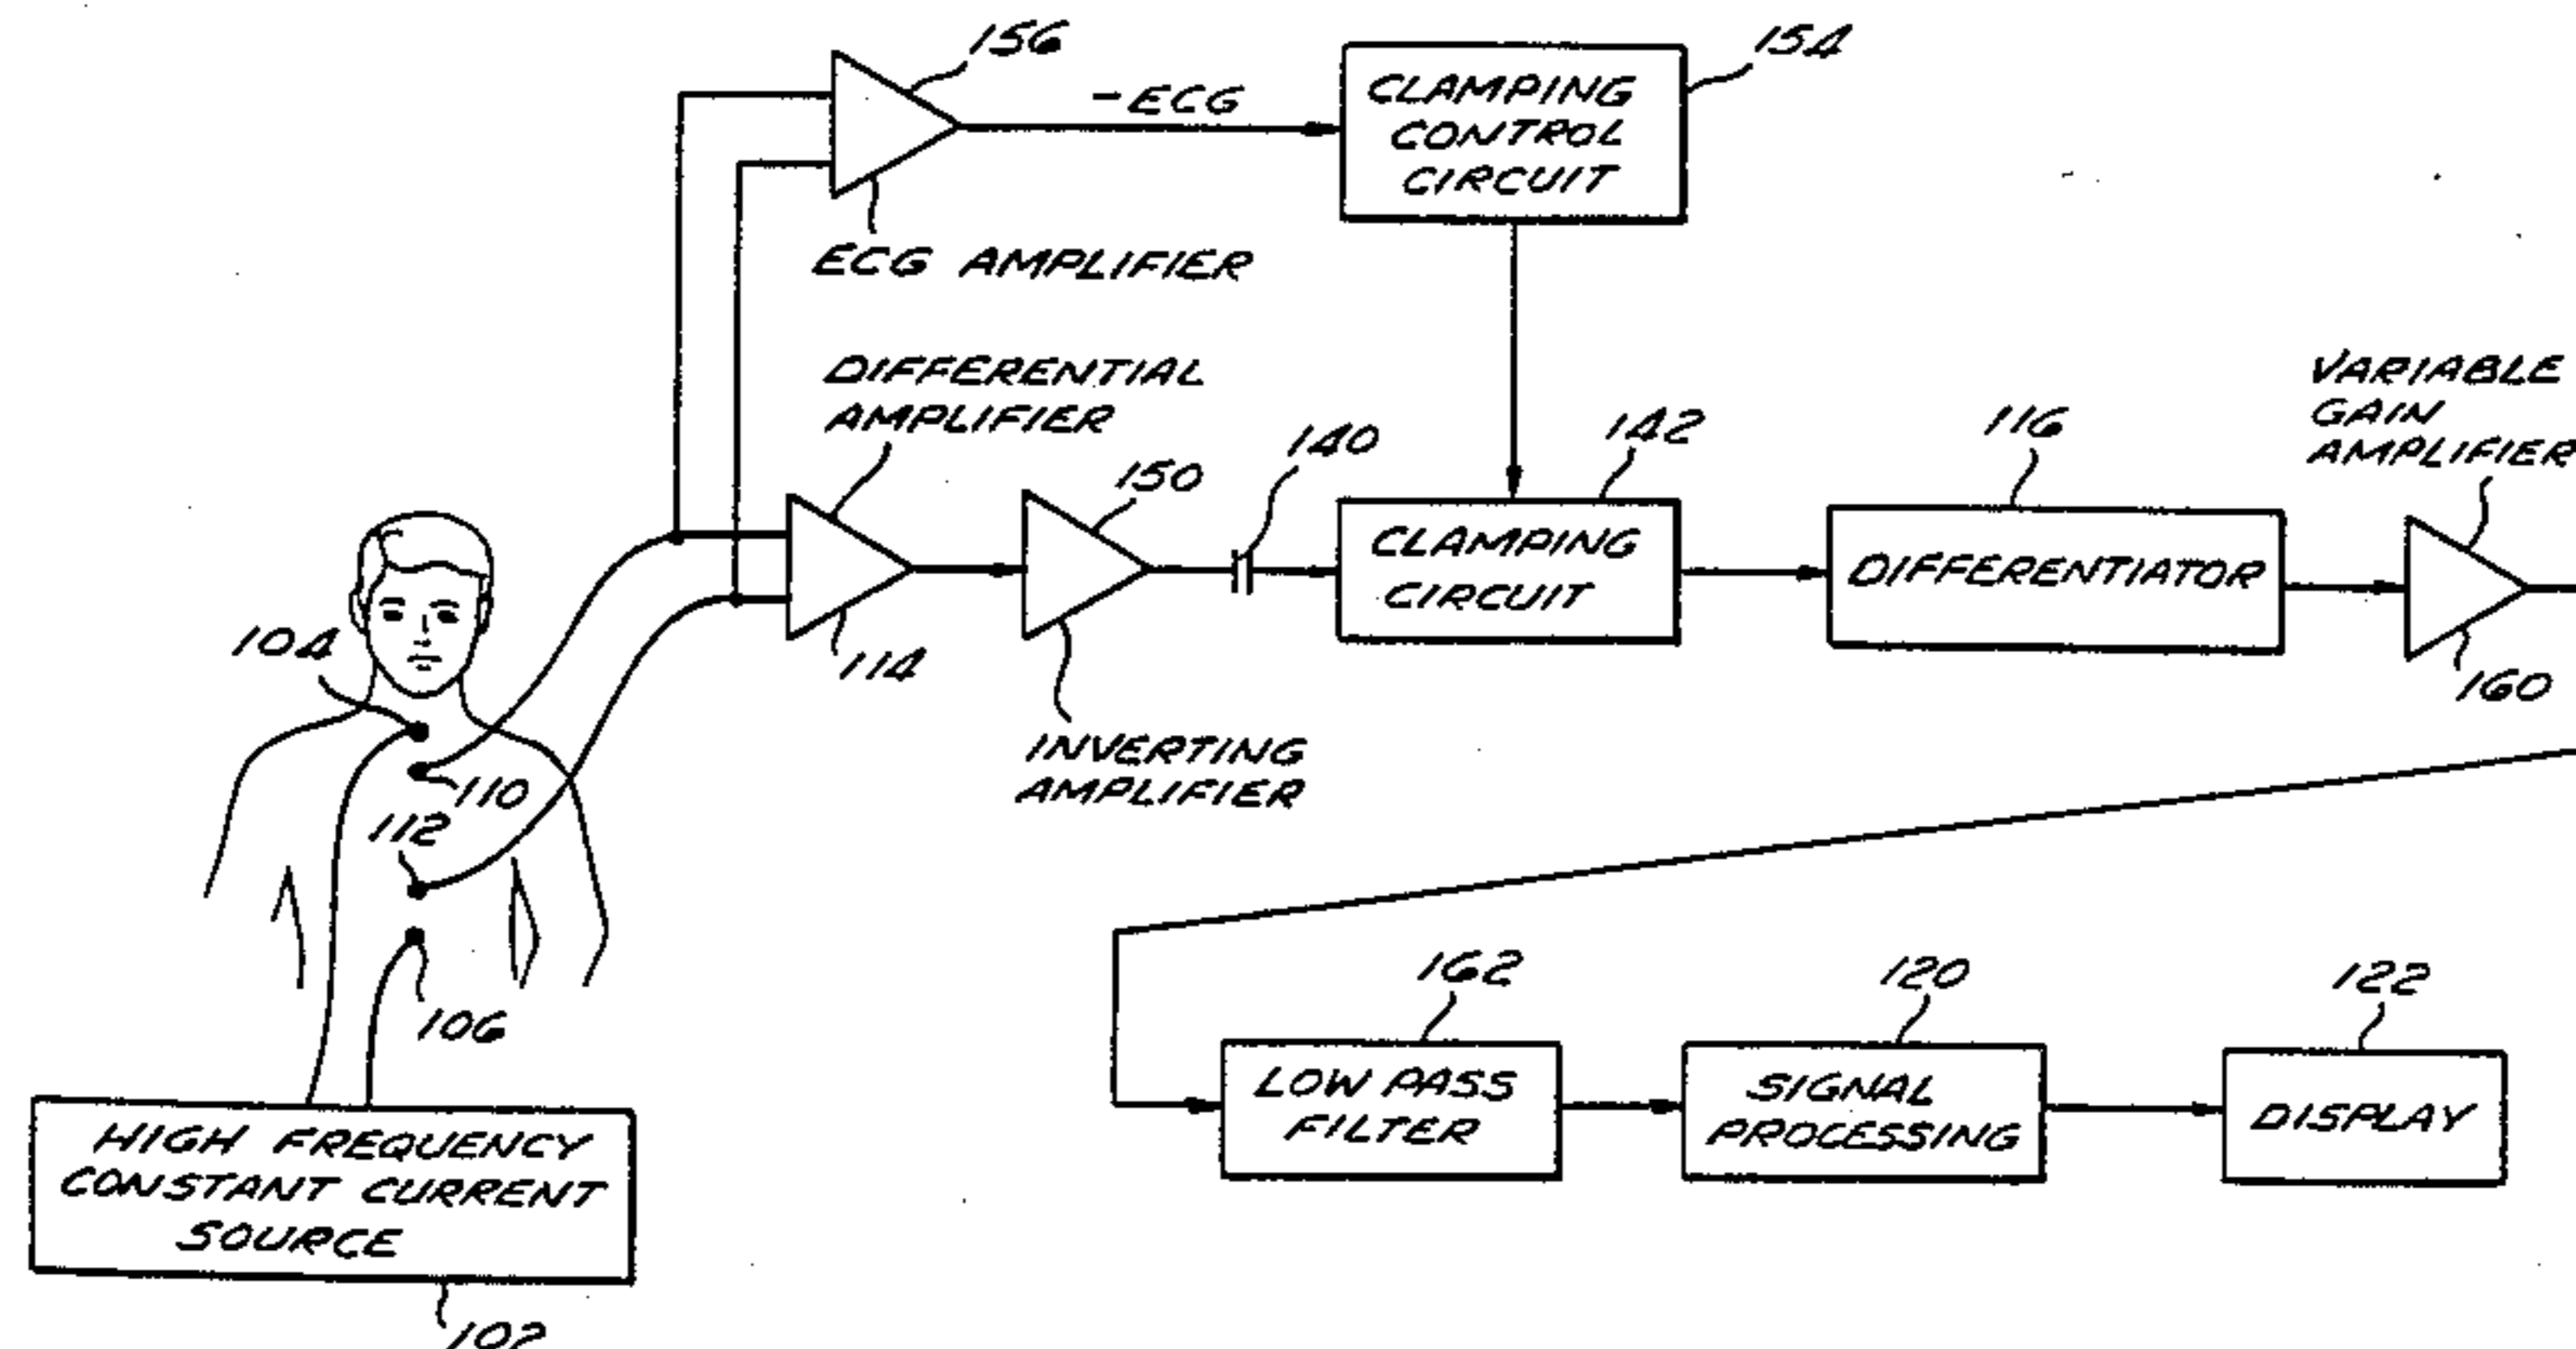 156
154
-ECG
CLAMPING
CONTROL
CIRCUIT
ECG AMPLIFIER
DIFFERENTIAL
AMPLIFIER
150
140
142
116
VARIABLE
GAIN
AMPLIFIER
CLAMPING
CIRCUIT
DIFFERENTIATOR
114
160
104
110
112
INVERTING
AMPLIFIER
106
162
120
122
LOW PASS
FILTER
SIGNAL
PROCESSING
DISPLAY
HIGH FREQUENCY
CONSTANT CURRENT
SOURCE
102